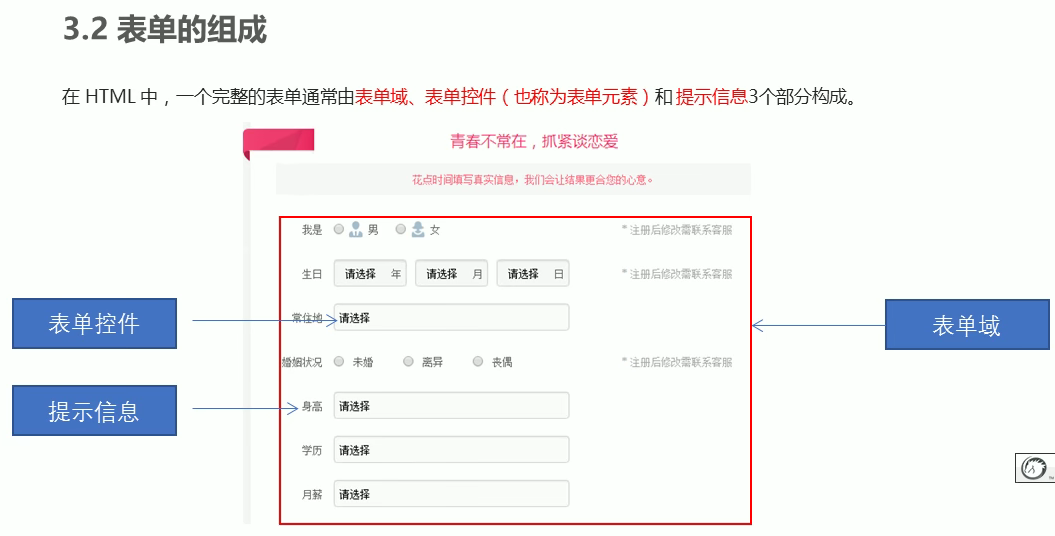 3.2 表单的组成
在 HTML 中，一个完整的表单通常由表单域、表单控件（也称为表单元素）和 提示信息3个部分构成。
青春不常在，抓紧谈恋爱
花点时间填写真实信息，我们会让结果更合您的心意。
我是 男 女 * 注册后修改需联系客服
生日 请选择 年 请选择 月 请选择 日 * 注册后修改需联系客服
表单控件
常住地 请选择
表单域
婚姻状况 未婚 离异 丧偶 * 注册后修改需联系客服
提示信息
身高 请选择
学历 请选择
月薪 请选择